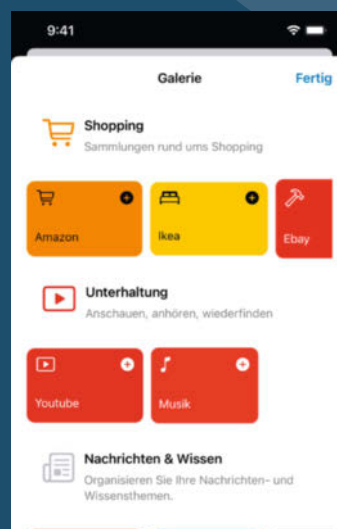 9:41
Galerie
Fertig
Shopping
Sammlungen rund ums Shopping
Amazon
Ikea
Ebay
Unterhaltung
Anschauen, anhören, wiederfinden
Youtube
Musik
Nachrichten & Wissen
Organisieren Sie Ihre Nachrichten- und
Wissensthemen.